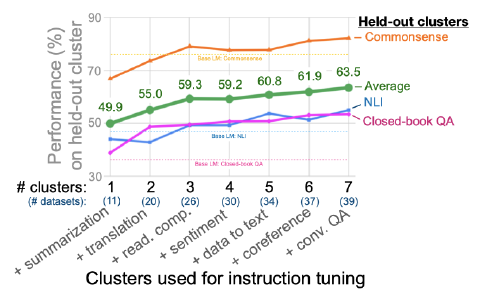 Held-out clusters
Performance (%)
on held-out cluster
90
70
50
30
Commonsense
Base LM: Commonsense
Average
49.9
55.0
59.3
59.2
60.8
61.9
63.5
NLI
Closed-book QA
Base LM: NLI
Base LM: Closed-book QA
# clusters: 1 2 3 4 5 6 7
(# datasets) (11) (20) (26) (30) (34) (37) (39)
+ summarization
+ translation
+ read. comp.
+ sentiment
+ data to text
+ coreference
+ conv. QA
Clusters used for instruction tuning